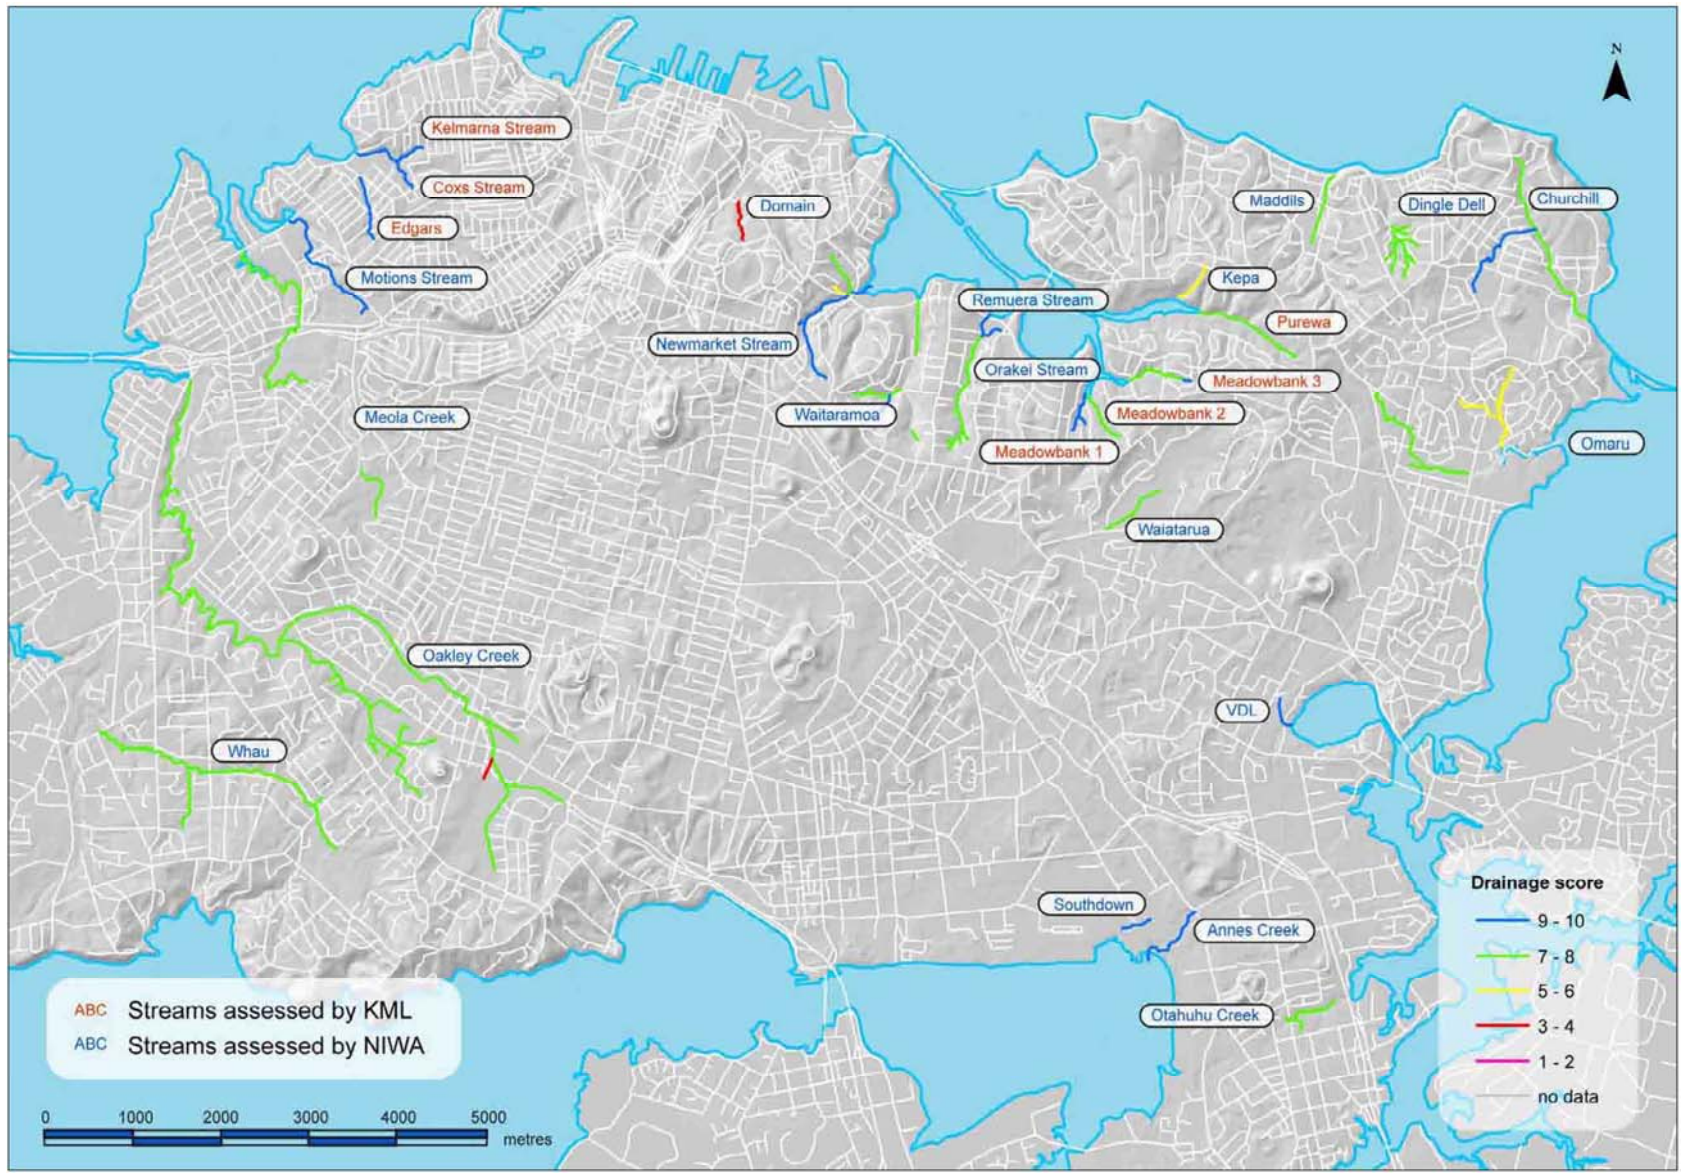 N
Kelmarna Stream
Coxs Stream
Edgars
Motions Stream
Domain
Maddils
Dingle Dell
Churchill
Kepa
Remuera Stream
Purewa
Newmarket Stream
Orakei Stream
Meadowbank 3
Waitaramoa
Meadowbank 2
Meola Creek
Meadowbank 1
Omaru
Waiatarua
Oakley Creek
VDL
Whau
Southdown
Annes Creek
Otahuhu Creek
Drainage score
9 - 10
7 - 8
5 - 6
3 - 4
1 - 2
no data
ABC Streams assessed by KML
ABC Streams assessed by NIWA
0 1000 2000 3000 4000 5000
metres